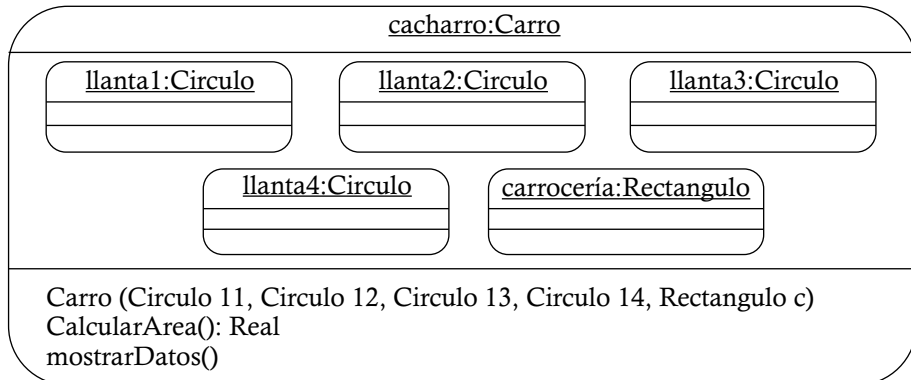 cacharro:Carro
llanta1:Circulo
llanta2:Circulo
llanta3:Circulo
llanta4:Circulo
carrocería:Rectangulo
Carro (Circulo 11, Circulo 12, Circulo 13, Circulo 14, Rectangulo c)
CalcularArea(): Real
mostrarDatos()